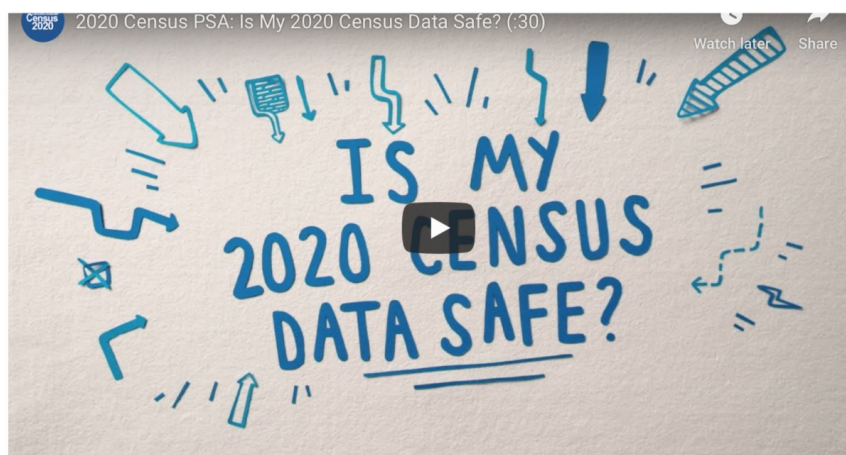 Census
2020
2020 Census PSA: Is My 2020 Census Data Safe? (:30)
Watch later
Share
IS MY
2020 CENSUS
DATA SAFE?